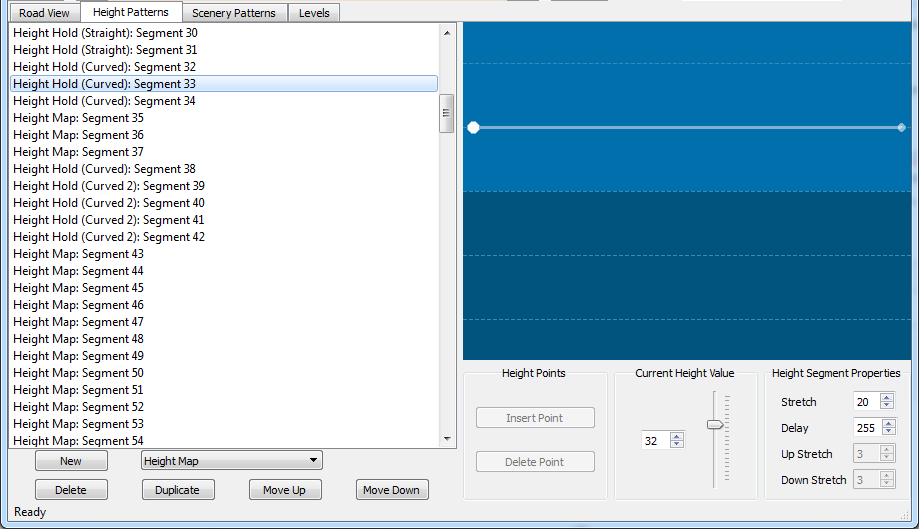 Road View
Height Patterns
Scenery Patterns
Levels
Height Hold (Straight): Segment 30
Height Hold (Straight): Segment 31
Height Hold (Curved): Segment 32
Height Hold (Curved): Segment 33
Height Hold (Curved): Segment 34
Height Map: Segment 35
Height Map: Segment 36
Height Map: Segment 37
Height Hold (Curved): Segment 38
Height Hold (Curved 2): Segment 39
Height Hold (Curved 2): Segment 40
Height Hold (Curved 2): Segment 41
Height Hold (Curved 2): Segment 42
Height Map: Segment 43
Height Map: Segment 44
Height Map: Segment 45
Height Map: Segment 46
Height Map: Segment 47
Height Map: Segment 48
Height Map: Segment 49
Height Map: Segment 50
Height Map: Segment 51
Height Map: Segment 52
Height Map: Segment 53
Height Map: Segment 54
New
Height Map
Delete
Duplicate
Move Up
Move Down
Height Points
Insert Point
Delete Point
Current Height Value
32
Height Segment Properties
Stretch 20
Delay 255
Up Stretch 3
Down Stretch 3
Ready